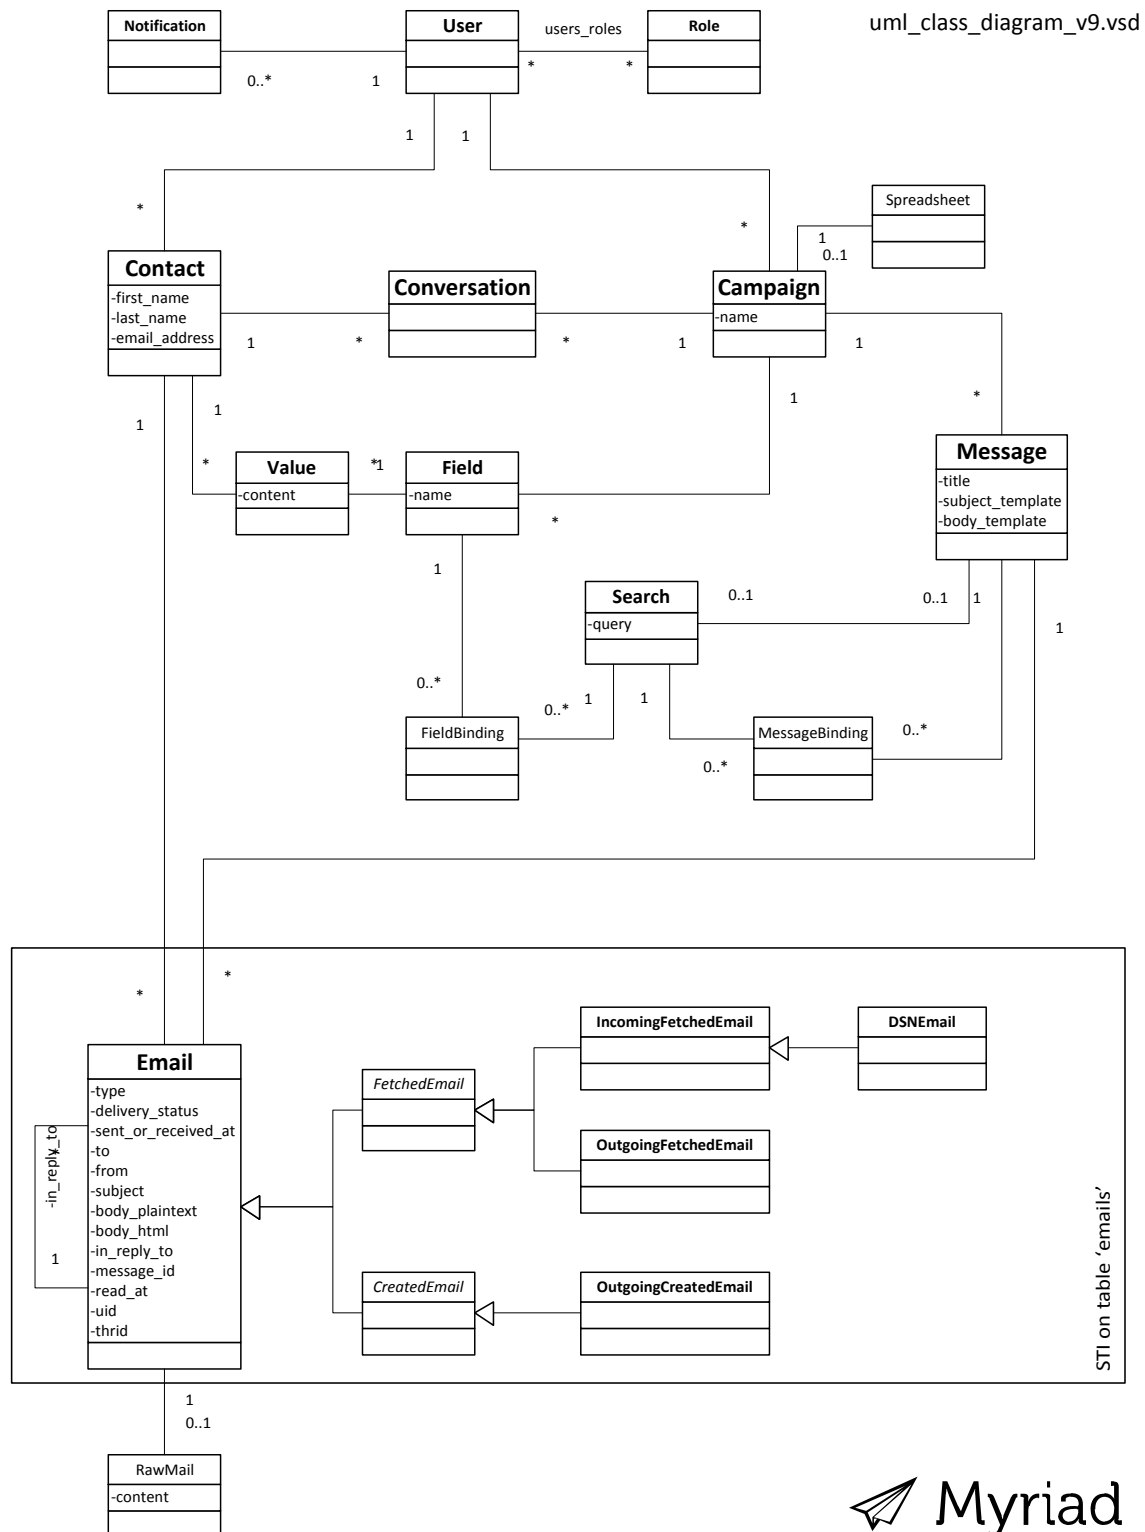 uml_class_diagram_v9.vsd
Notification
User
users_roles
Role
0..*
1
*
*
1
1
*
*
Spreadsheet
1
0..1
Contact
-first_name
-last_name
-email_address
Conversation
Campaign
-name
1
*
*
1
1
1
1
1
*
*
Value
-content
*
1
Field
-name
*
Message
-title
-subject_template
-body_template
1
Search
-query
0..1
0..1
1
1
0..*
0..*
1
1
FieldBinding
MessageBinding
0..*
0..*
*
*
Email
-type
-delivery_status
-sent_or_received_at
-to
-from
-subject
-body_plaintext
-body_html
-in_reply_to
-message_id
-read_at
-uid
-thrid
-in_reply_to
*
1
FetchedEmail
IncomingFetchedEmail
DSNEmail
OutgoingFetchedEmail
CreatedEmail
OutgoingCreatedEmail
STI on table ‘emails’
1
0..1
RawMail
-content
Myriad